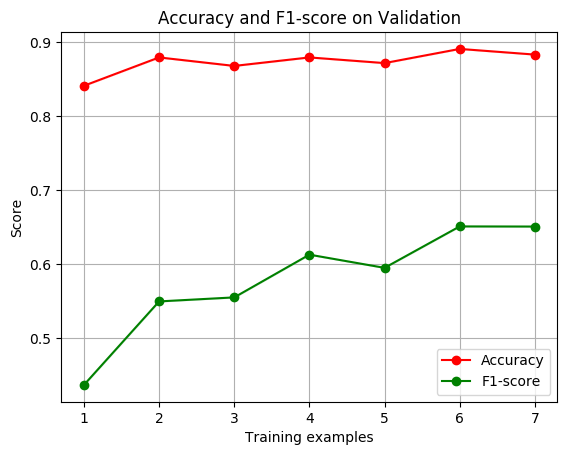 Accuracy and F1-score on Validation
0.9
0.8
0.7
0.6
0.5
Score
1 2 3 4 5 6 7
Training examples
Accuracy
F1-score